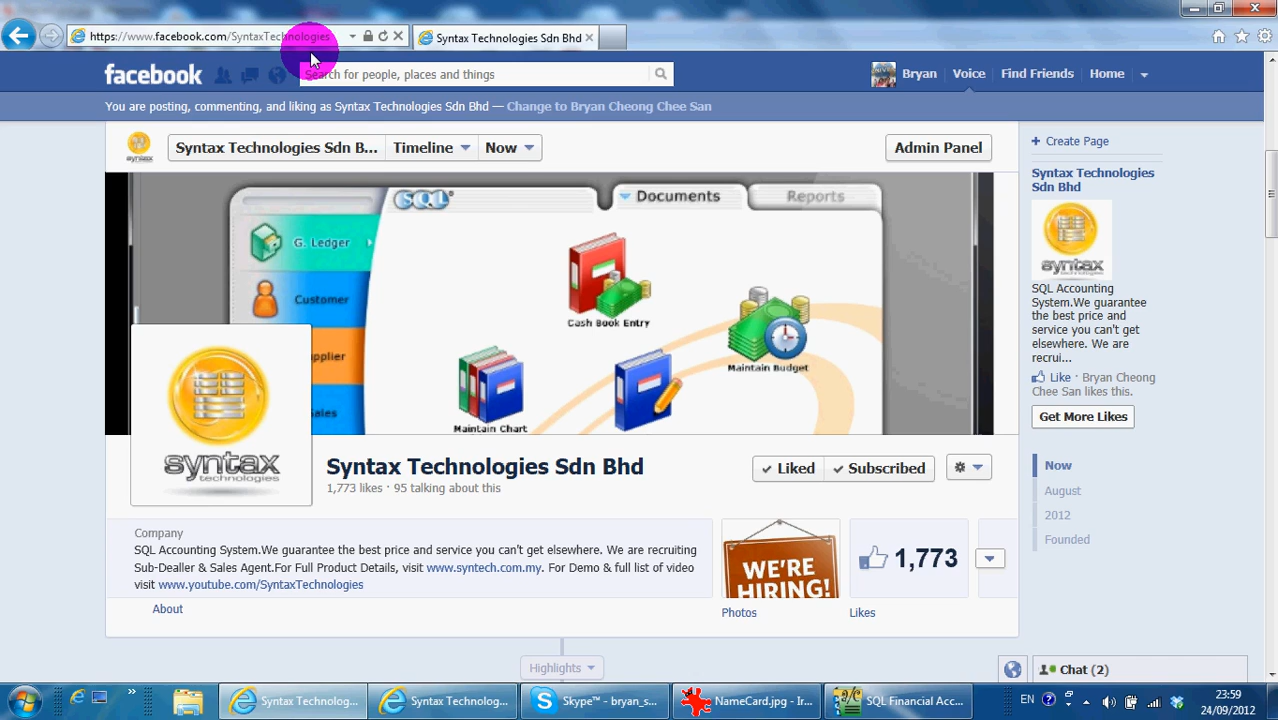 https://www.facebook.com/SyntaxTechnologies
Syntax Technologies Sdn Bhd
facebook
Search for people, places and things
Bryan
Voice
Find Friends
Home
You are posting, commenting, and liking as Syntax Technologies Sdn Bhd — Change to Bryan Cheong Chee San
Syntax Technologies Sdn B...
Timeline
Now
Admin Panel
Create Page
Syntax Technologies
Sdn Bhd
syntax
SQL Accounting
System.We guarantee
the best price and
service you can't get
elsewhere. We are
recrui...
Like · Bryan Cheong
Chee San likes this.
Get More Likes
Now
August
2012
Founded
SQL
Documents
Reports
G. Ledger
Customer
upplier
ales
Cash Book Entry
Maintain Budget
Maintain Chart
syntax
technologies
Syntax Technologies Sdn Bhd
1,773 likes · 95 talking about this
Liked
Subscribed
Company
SQL Accounting System.We guarantee the best price and service you can't get elsewhere. We are recruiting
Sub-Dealler & Sales Agent.For Full Product Details, visit www.syntech.com.my. For Demo & full list of video
visit www.youtube.com/SyntaxTechnologies
About
WE'RE
HIRING!
Photos
1,773
Likes
Highlights
Chat (2)
Syntax Technolog...
Syntax Technolog...
Skype™ - bryan_s...
NameCard.jpg - Ir...
SQL Financial Acc...
EN
23:59
24/09/2012